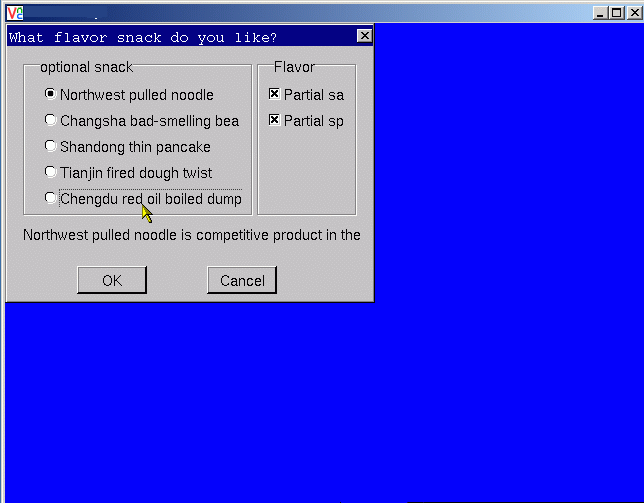 What flavor snack do you like?
optional snack
Northwest pulled noodle
Changsha bad-smelling bea
Shandong thin pancake
Tianjin fired dough twist
Chengdu red oil boiled dump
Flavor
Partial sa
Partial sp
Northwest pulled noodle is competitive product in the
OK
Cancel